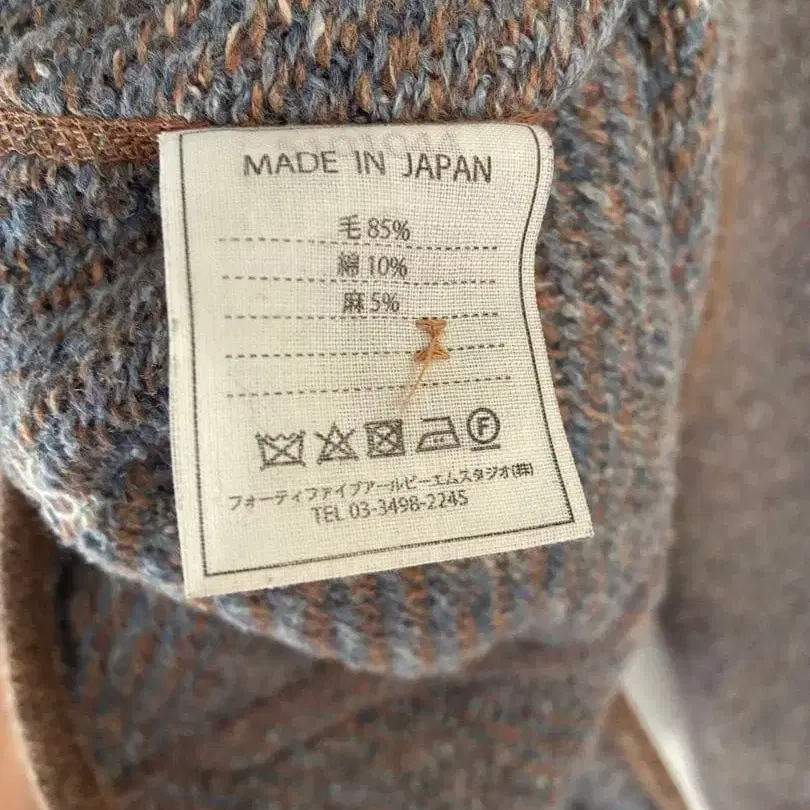 MADE IN JAPAN
毛 85%
綿 10%
麻 5%
F
フォーティファイブアールピーエムスタジオ(株)
TEL 03-3498-2245